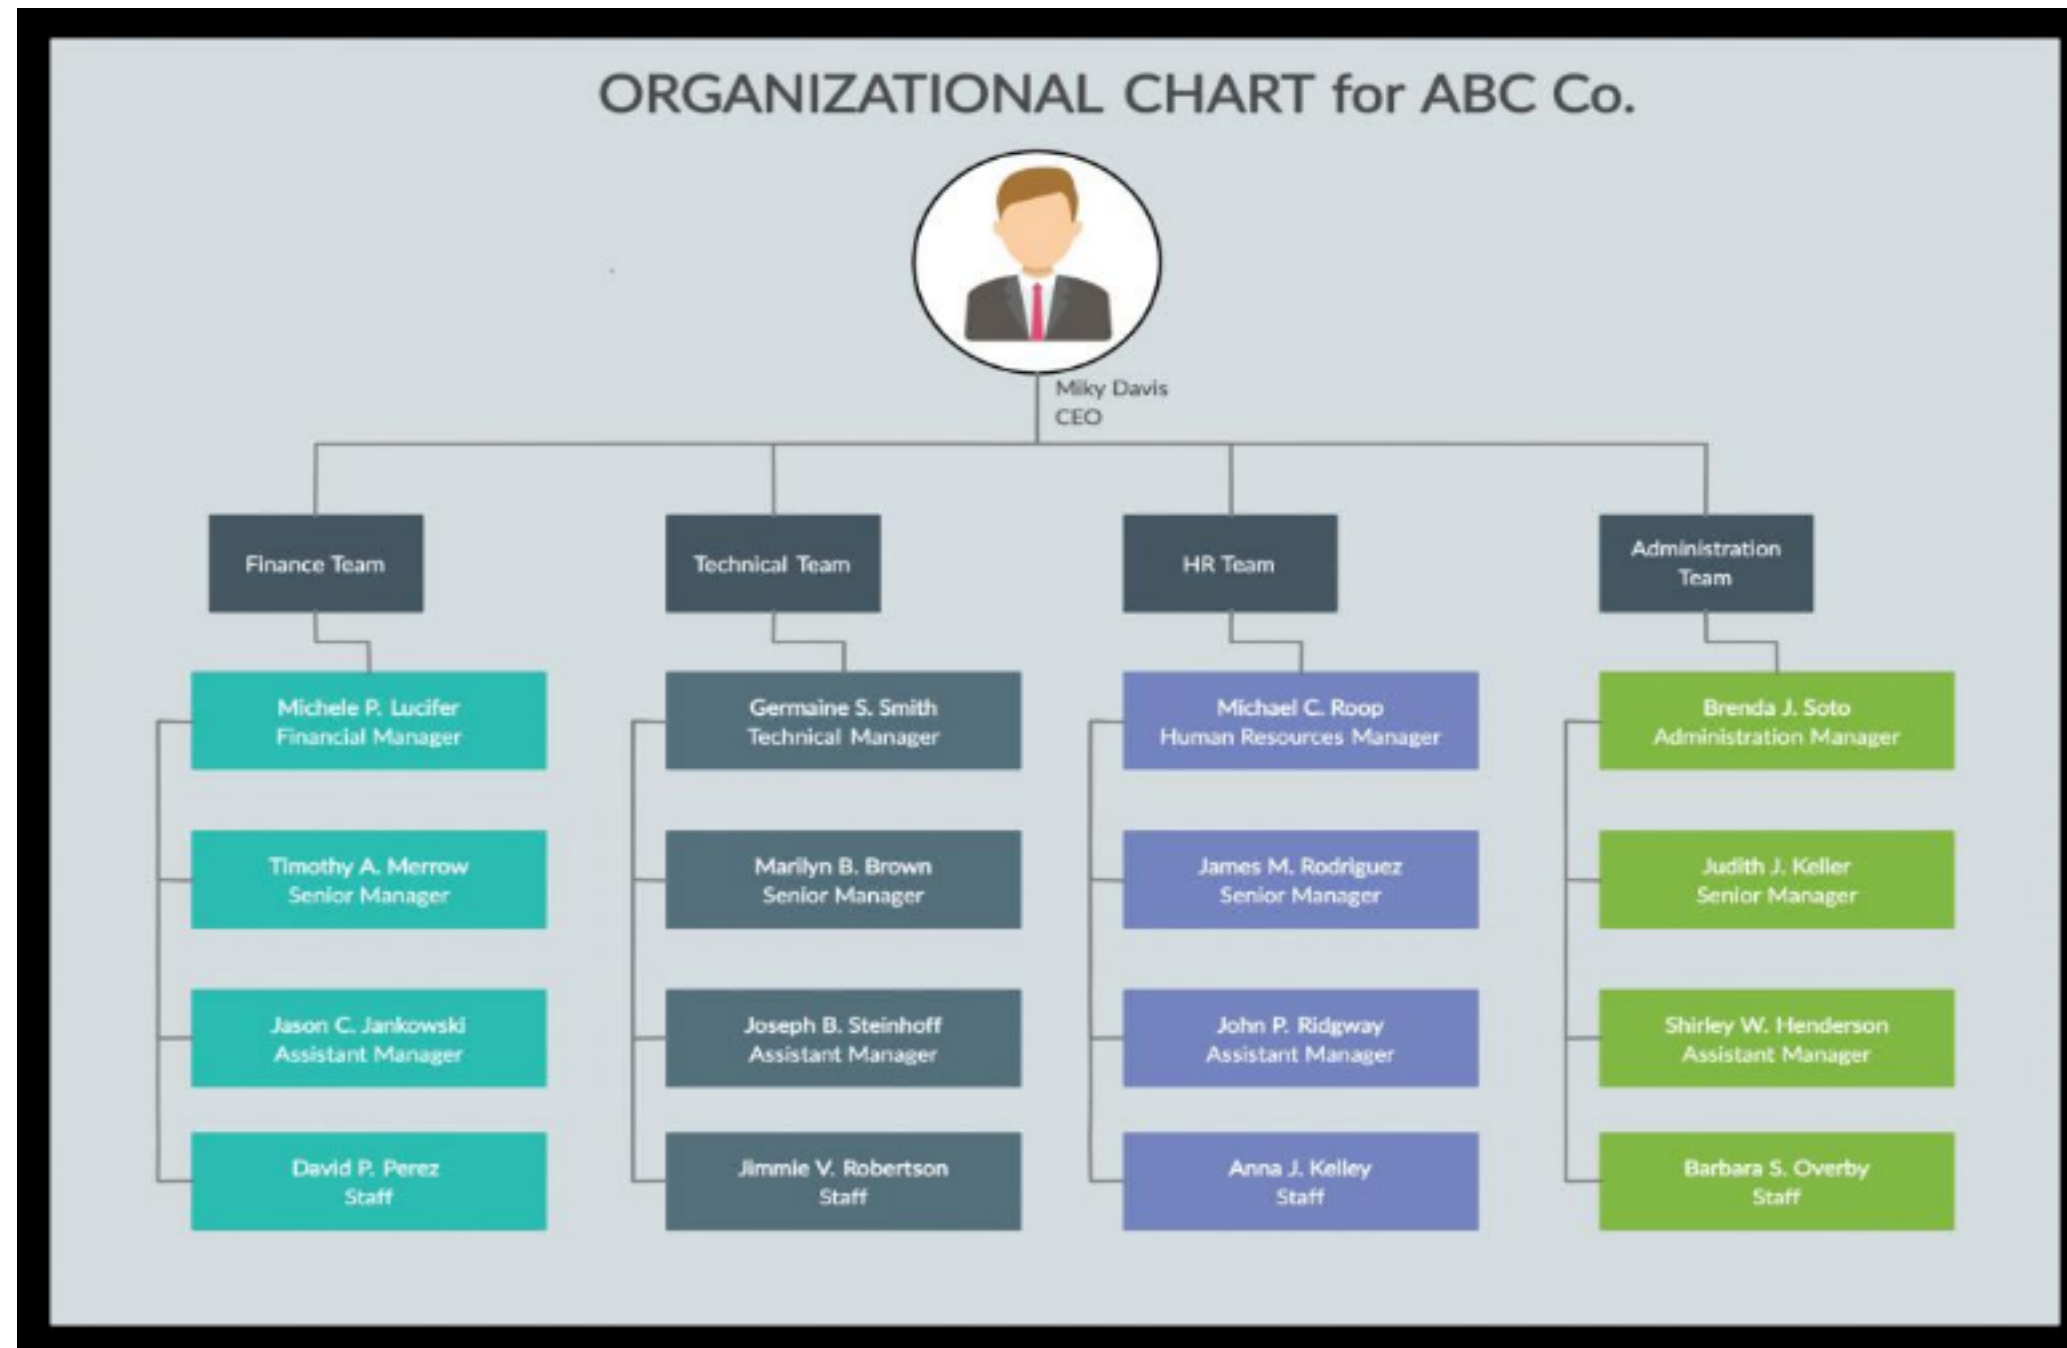 ORGANIZATIONAL CHART for ABC Co.
Miky Davis
CEO
Finance Team
Michele P. Lucifer
Financial Manager
Timothy A. Merrow
Senior Manager
Jason C. Jankowski
Assistant Manager
David P. Perez
Staff
Technical Team
Germaine S. Smith
Technical Manager
Marilyn B. Brown
Senior Manager
Joseph B. Steinhoff
Assistant Manager
Jimmie V. Robertson
Staff
HR Team
Michael C. Roop
Human Resources Manager
James M. Rodriguez
Senior Manager
John P. Ridgway
Assistant Manager
Anna J. Kelley
Staff
Administration
Team
Brenda J. Soto
Administration Manager
Judith J. Keller
Senior Manager
Shirley W. Henderson
Assistant Manager
Barbara S. Overby
Staff